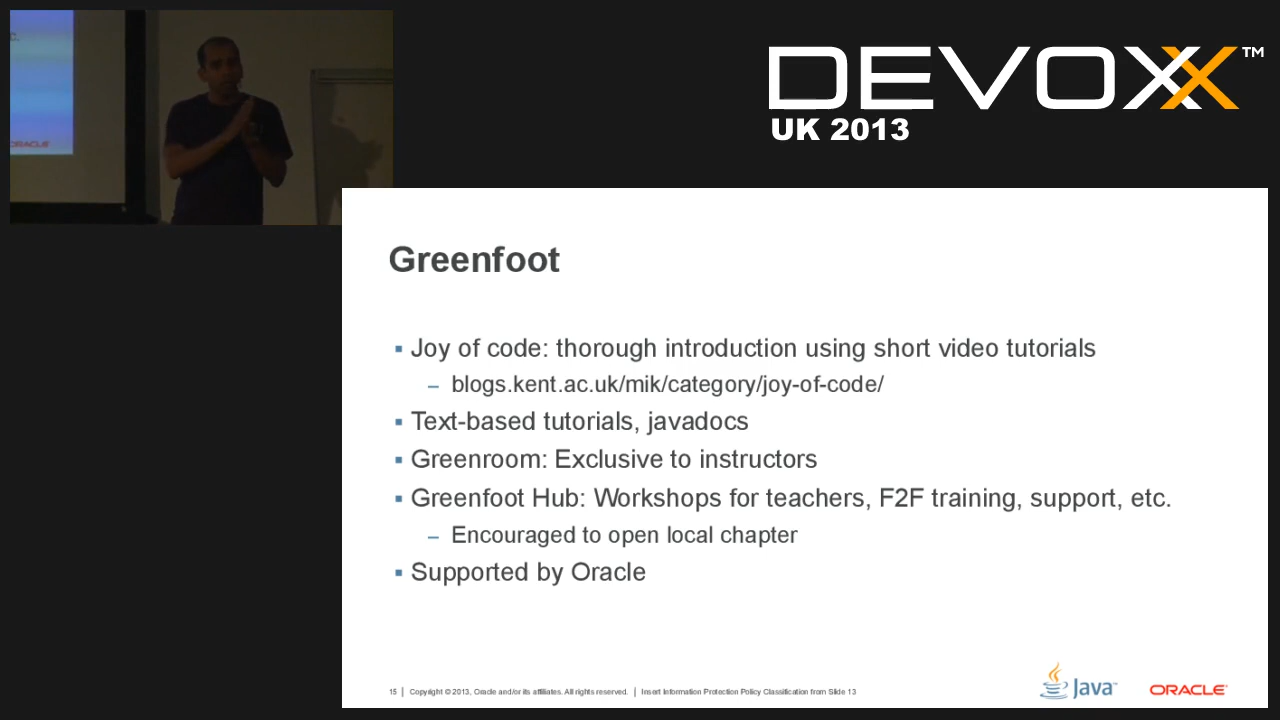 C.
ORACLE
DEVOXX™
UK 2013
Greenfoot
▪ Joy of code: thorough introduction using short video tutorials
– blogs.kent.ac.uk/mik/category/joy-of-code/
▪ Text-based tutorials, javadocs
▪ Greenroom: Exclusive to instructors
▪ Greenfoot Hub: Workshops for teachers, F2F training, support, etc.
– Encouraged to open local chapter
▪ Supported by Oracle
15 | Copyright © 2013, Oracle and/or its affiliates. All rights reserved. | Insert Information Protection Policy Classification from Slide 13
Java™
ORACLE